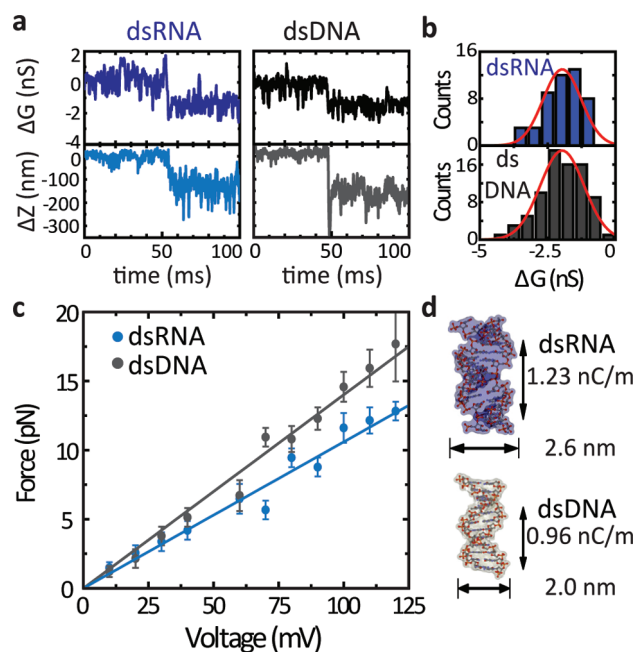 a
dsRNA
dsDNA
b
ΔG (nS)
2
0
-2
-4
ΔZ (nm)
0
-100
-200
-300
0
50
100
0
50
100
time (ms)
time (ms)
16
8
0
Counts
dsRNA
16
8
0
Counts
ds
DNA
-5
-2.5
0
ΔG (nS)
c
20
15
10
5
0
Force (pN)
dsRNA
dsDNA
0
25
50
75
100
125
Voltage (mV)
d
dsRNA
1.23 nC/m
2.6 nm
dsDNA
0.96 nC/m
2.0 nm